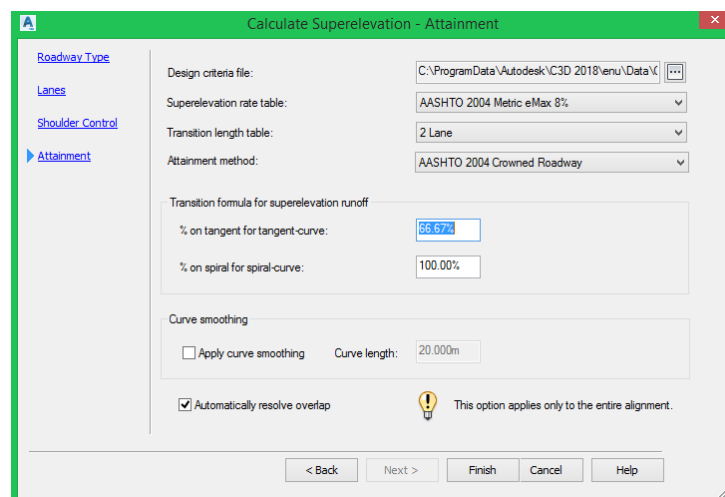 Calculate Superelevation - Attainment
Roadway Type
Lanes
Shoulder Control
Attainment
Design criteria file:
C:\ProgramData\Autodesk\C3D 2018\enu\Data\
...
Superelevation rate table:
AASHTO 2004 Metric eMax 8%
Transition length table:
2 Lane
Attainment method:
AASHTO 2004 Crowned Roadway
Transition formula for superelevation runoff
% on tangent for tangent-curve:
66.67%
% on spiral for spiral-curve:
100.00%
Curve smoothing
Apply curve smoothing
Curve length:
20.000m
Automatically resolve overlap
This option applies only to the entire alignment.
< Back
Next >
Finish
Cancel
Help